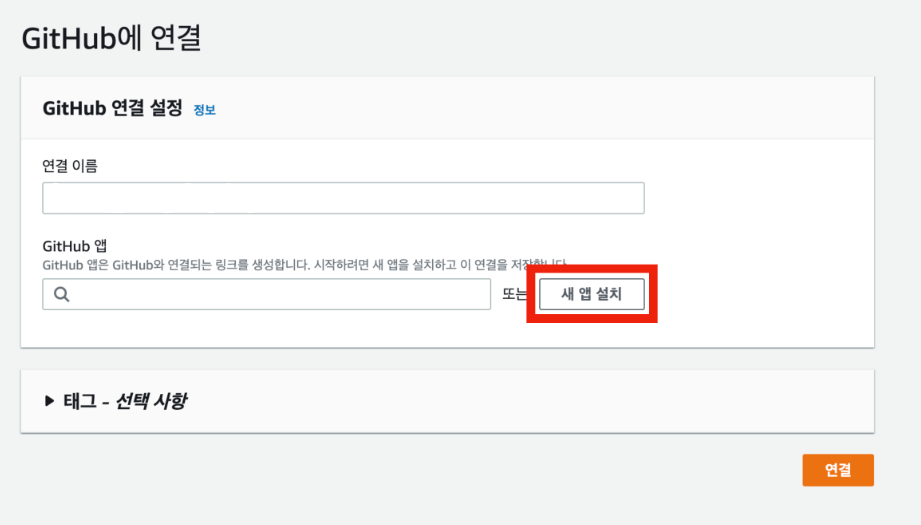 GitHub에 연결
GitHub 연결 설정 정보
연결 이름
GitHub 앱
GitHub 앱은 GitHub와 연결되는 링크를 생성합니다. 시작하려면 새 앱을 설치하고 이 연결을 저장합니다.
또는 새 앱 설치
▶ 태그 - 선택 사항
연결